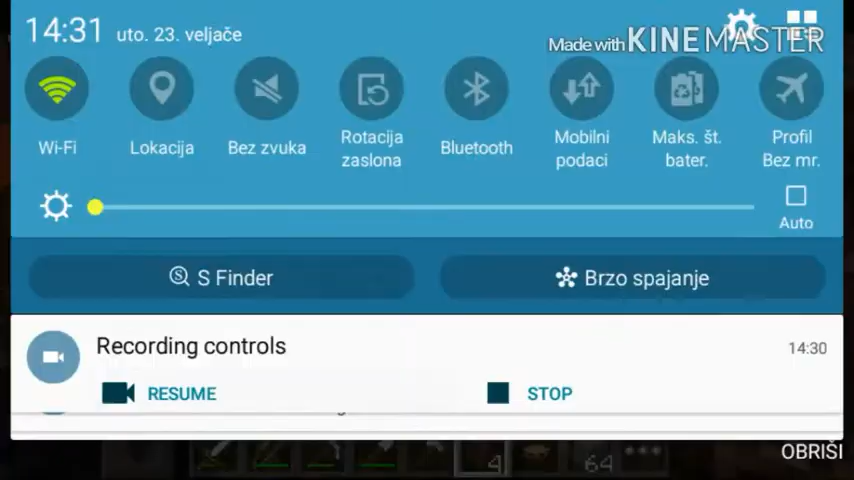 14:31 uto. 23. veljače
Made with KINEMASTER
Wi-Fi
Lokacija
Bez zvuka
Rotacija
zaslona
Bluetooth
Mobilni
podaci
Maks. št.
bater.
Profil
Bez mr.
Auto
S Finder
Brzo spajanje
Recording controls
14:30
RESUME
STOP
4
64
OBRIŠI